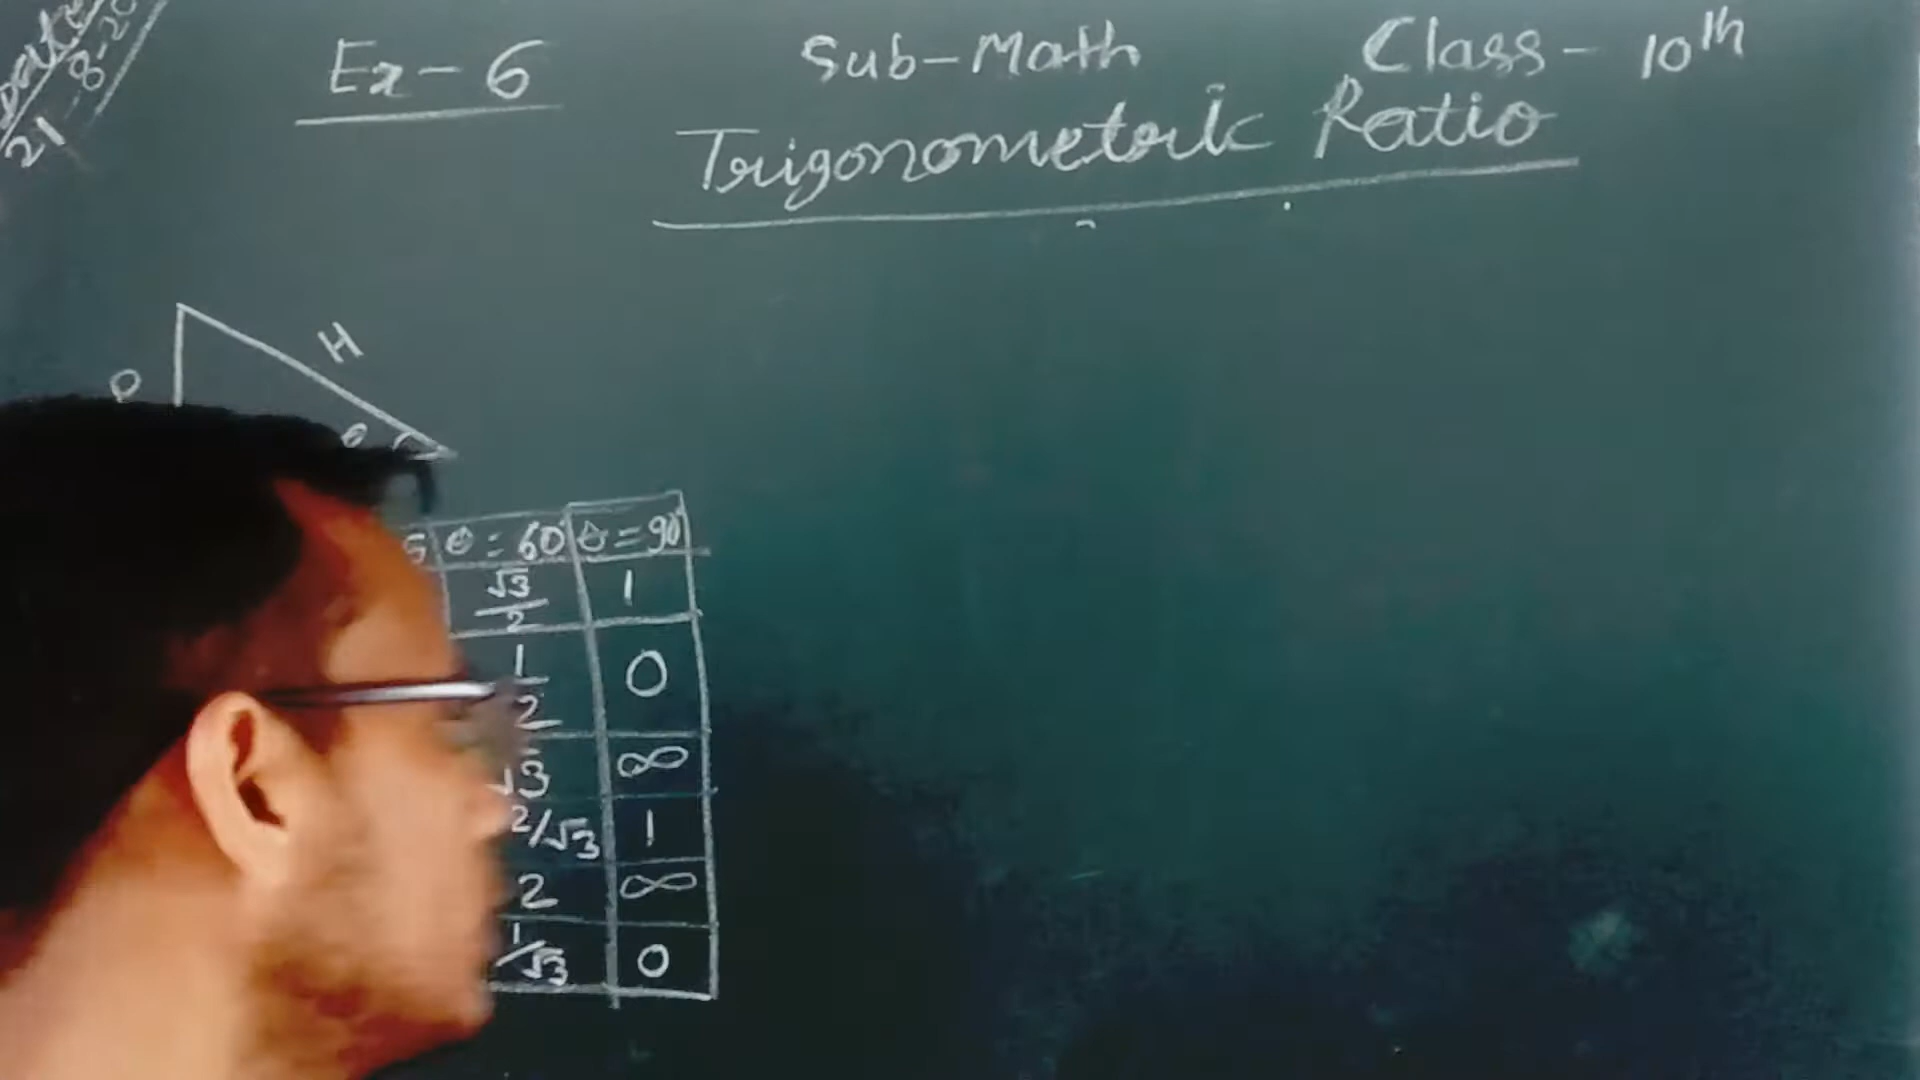 Date
21-8-20
Ex-6 Sub-Math Class-10th
Trigonometric Ratio
H
O
θ
θ=60° θ=90°
√3/2 1
1/2 0
√3 ∞
2/√3 1
2 ∞
1/√3 0